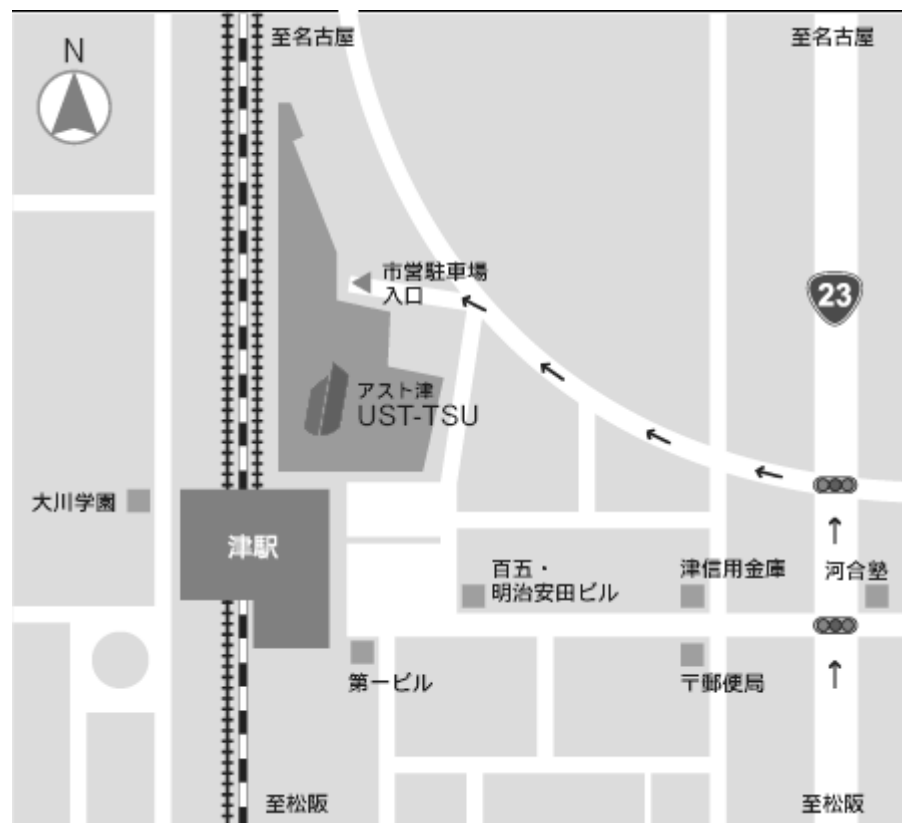 至名古屋
至名古屋
N
市営駐車場
入口
23
アスト津
UST-TSU
大川学園
津駅
百五・
明治安田ビル
津信用金庫
河合塾
第一ビル
〒郵便局
至松阪
至松阪